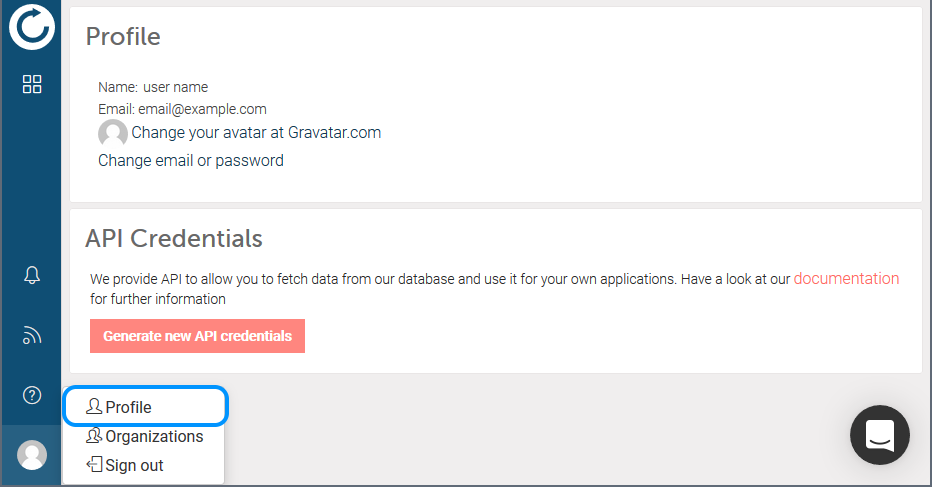 Profile
Name: user name
Email: email@example.com
Change your avatar at Gravatar.com
Change email or password
API Credentials
We provide API to allow you to fetch data from our database and use it for your own applications. Have a look at our documentation
for further information
Generate new API credentials
Profile
Organizations
Sign out